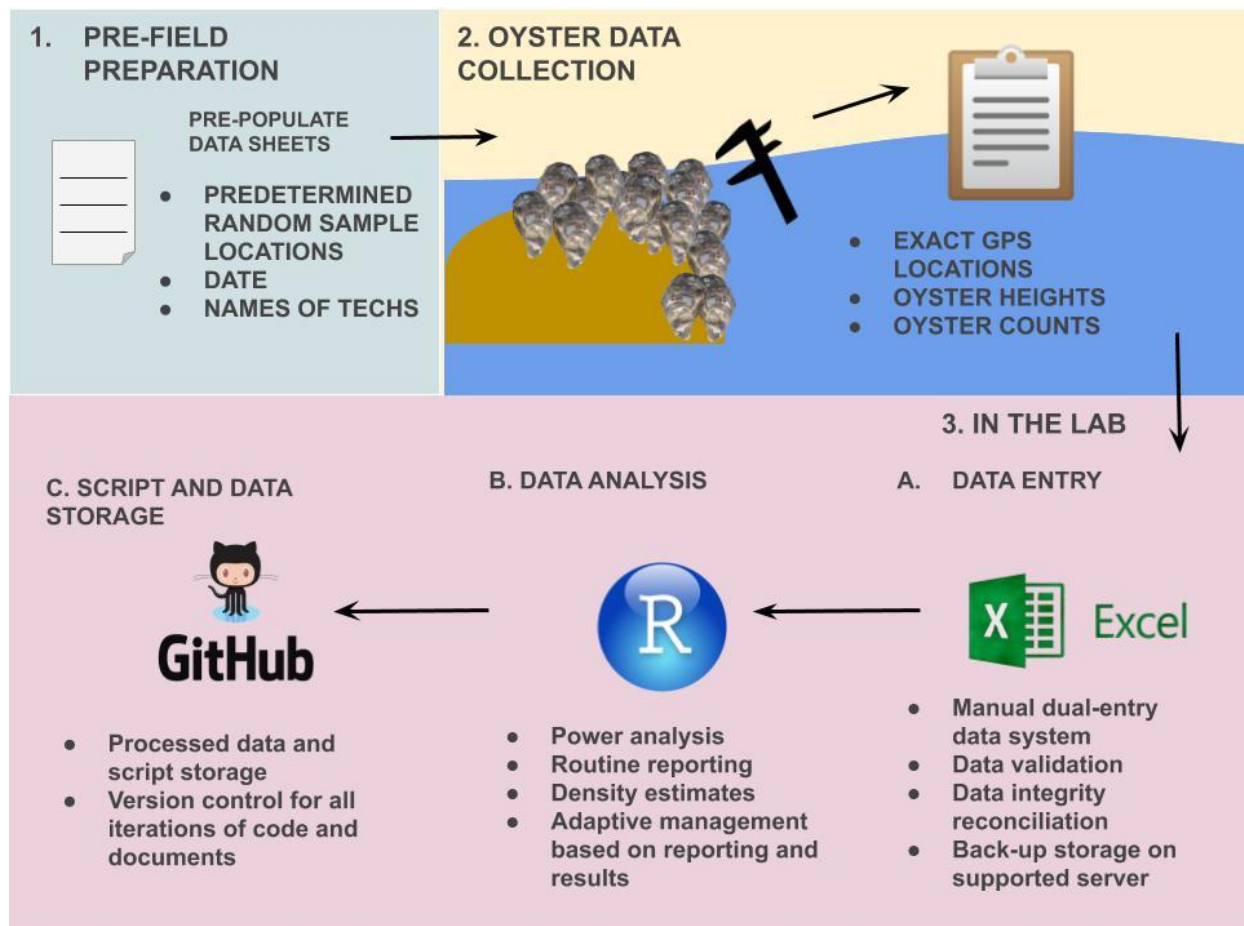 1. PRE-FIELD
PREPARATION
PRE-POPULATE
DATA SHEETS
● PREDETERMINED
RANDOM SAMPLE
LOCATIONS
● DATE
● NAMES OF TECHS
2. OYSTER DATA
COLLECTION
● EXACT GPS
LOCATIONS
● OYSTER HEIGHTS
● OYSTER COUNTS
3. IN THE LAB
A. DATA ENTRY
X Excel
● Manual dual-entry
data system
● Data validation
● Data integrity
reconciliation
● Back-up storage on
supported server
B. DATA ANALYSIS
R
● Power analysis
● Routine reporting
● Density estimates
● Adaptive management
based on reporting and
results
C. SCRIPT AND DATA
STORAGE
GitHub
● Processed data and
script storage
● Version control for all
iterations of code and
documents